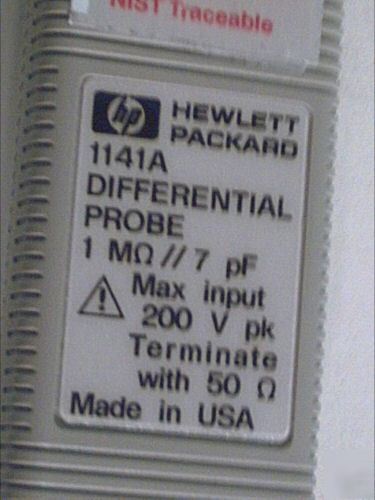 NIST Traceable
hp HEWLETT
PACKARD
1141A
DIFFERENTIAL
PROBE
1 MΩ // 7 pF
Max input
200 V pk
Terminate
with 50 Ω
Made in USA